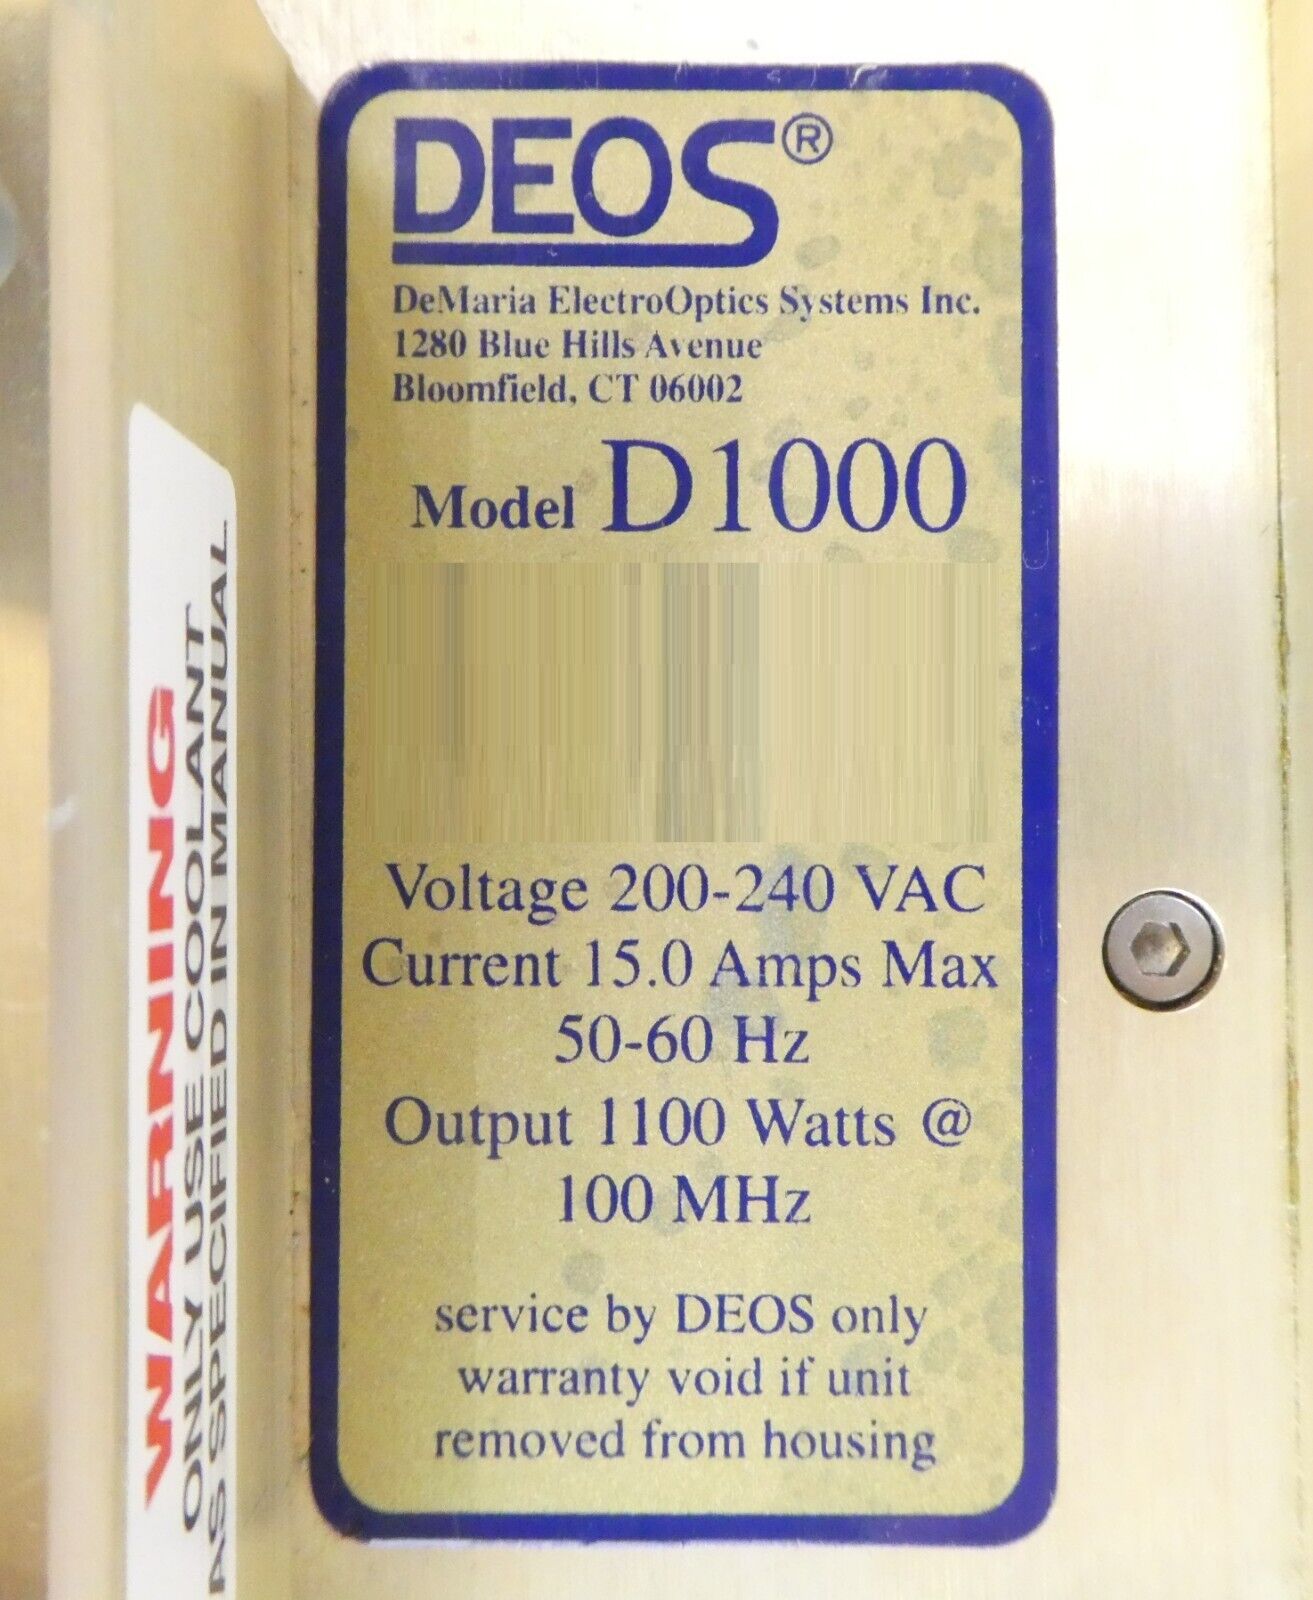 DEOS®
DeMaria ElectroOptics Systems Inc.
1280 Blue Hills Avenue
Bloomfield, CT 06002
Model D1000
Voltage 200-240 VAC
Current 15.0 Amps Max
50-60 Hz
Output 1100 Watts @
100 MHz
service by DEOS only
warranty void if unit
removed from housing
WARNING
ONLY USE COOLANT
AS SPECIFIED IN MANUAL